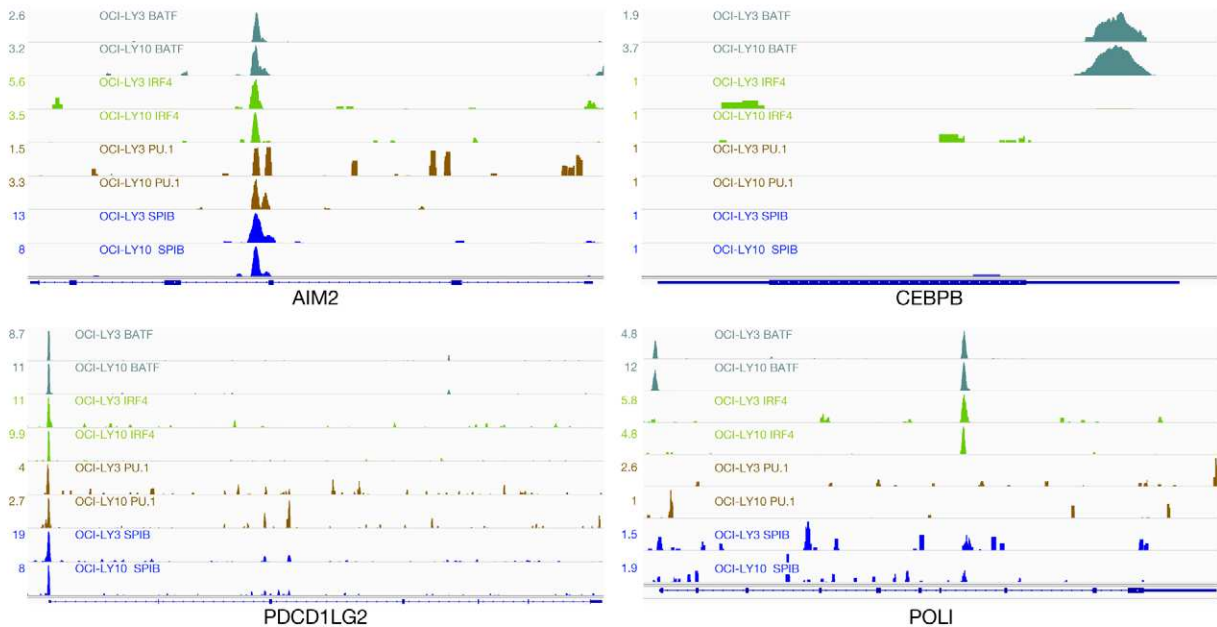 2.6 OCI-LY3 BATF
3.2 OCI-LY10 BATF
5.6 OCI-LY3 IRF4
3.5 OCI-LY10 IRF4
1.5 OCI-LY3 PU.1
3.3 OCI-LY10 PU.1
13 OCI-LY3 SPIB
8 OCI-LY10 SPIB
AIM2
1.9 OCI-LY3 BATF
3.7 OCI-LY10 BATF
1 OCI-LY3 IRF4
1 OCI-LY10 IRF4
1 OCI-LY3 PU.1
1 OCI-LY10 PU.1
1 OCI-LY3 SPIB
1 OCI-LY10 SPIB
CEBPB
8.7 OCI-LY3 BATF
11 OCI-LY10 BATF
11 OCI-LY3 IRF4
9.9 OCI-LY10 IRF4
4 OCI-LY3 PU.1
2.7 OCI-LY10 PU.1
19 OCI-LY3 SPIB
8 OCI-LY10 SPIB
PDCD1LG2
4.8 OCI-LY3 BATF
12 OCI-LY10 BATF
5.8 OCI-LY3 IRF4
4.8 OCI-LY10 IRF4
2.6 OCI-LY3 PU.1
1 OCI-LY10 PU.1
1.5 OCI-LY3 SPIB
1.9 OCI-LY10 SPIB
POLI